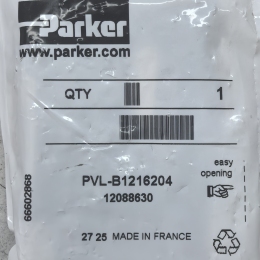 Parker
www.parker.com
QTY 1
easy
opening
PVL-B1216204
12088630
66602868
27 25 MADE IN FRANCE